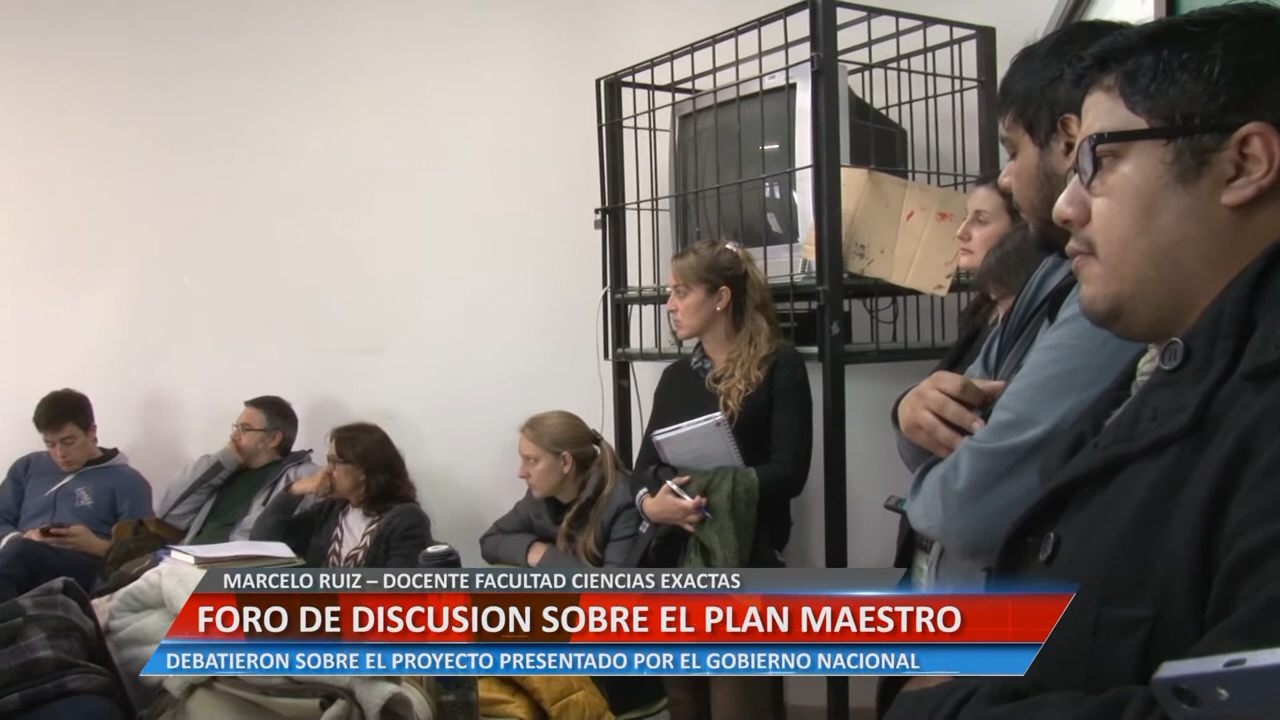 MARCELO RUIZ – DOCENTE FACULTAD CIENCIAS EXACTAS
FORO DE DISCUSION SOBRE EL PLAN MAESTRO
DEBATIERON SOBRE EL PROYECTO PRESENTADO POR EL GOBIERNO NACIONAL